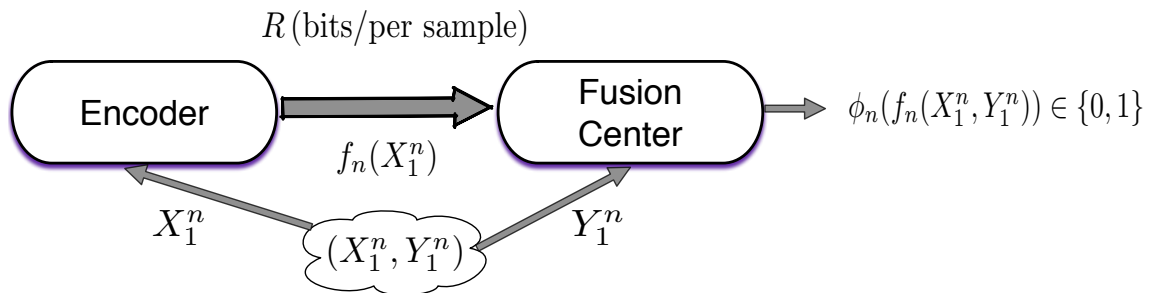 R (bits/per sample)
Encoder
Fusion
Center
ϕ_n(f_n(X_1^n, Y_1^n)) ∈ {0, 1}
f_n(X_1^n)
X_1^n
Y_1^n
(X_1^n, Y_1^n)